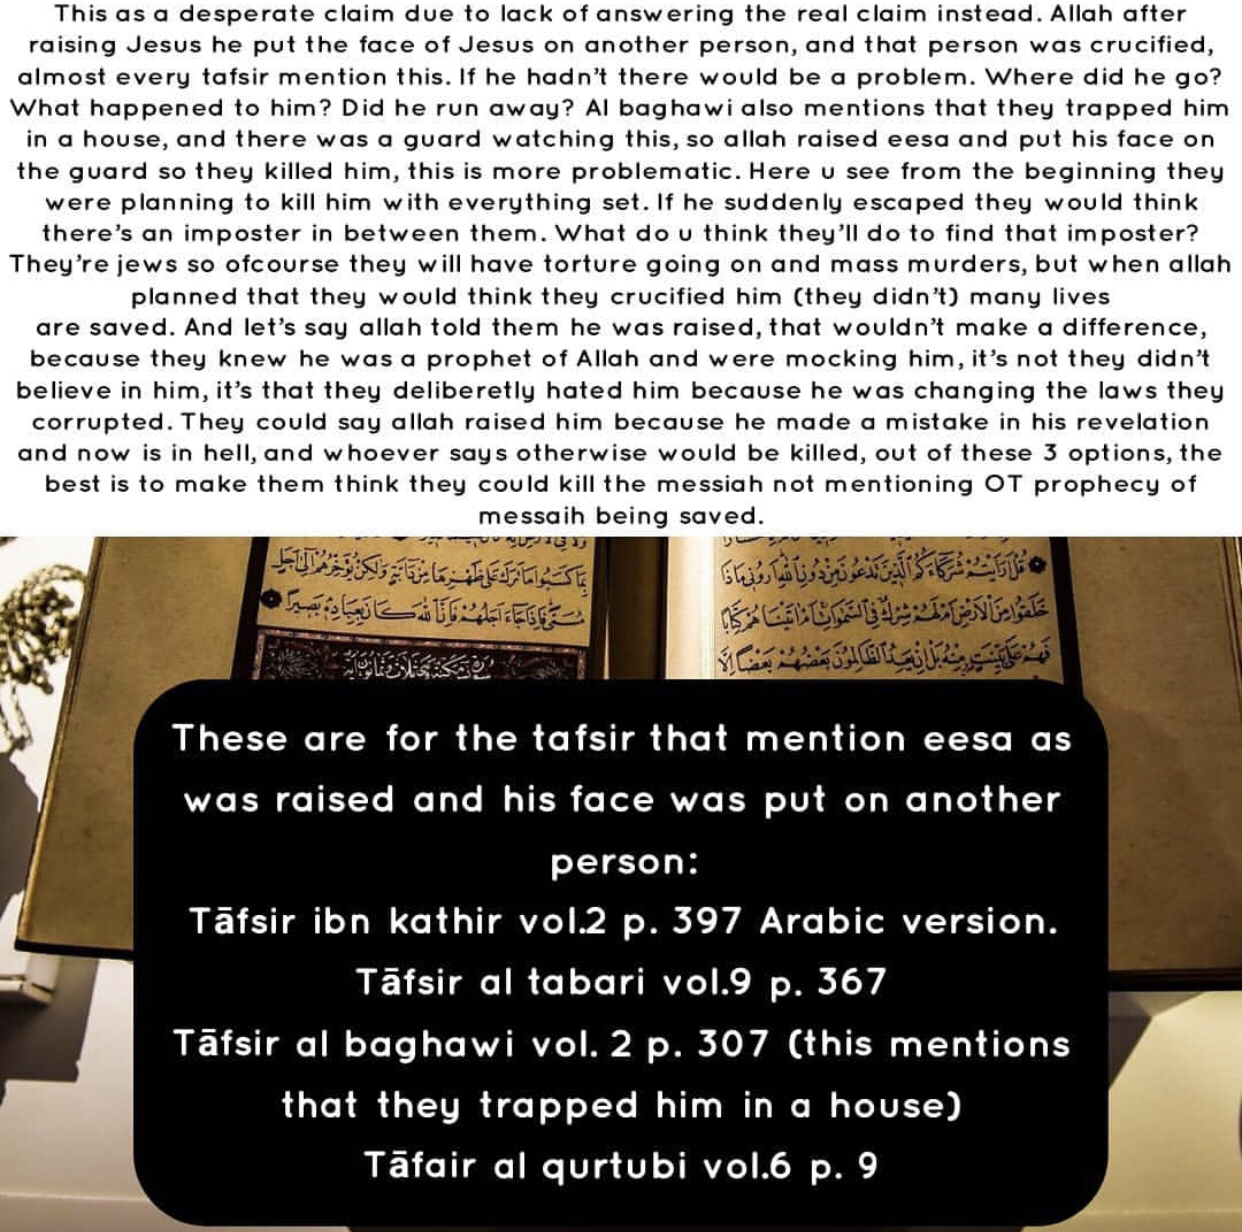 This as a desperate claim due to lack of answering the real claim instead. Allah after
raising Jesus he put the face of Jesus on another person, and that person was crucified,
almost every tafsir mention this. If he hadn't there would be a problem. Where did he go?
What happened to him? Did he run away? Al baghawi also mentions that they trapped him
in a house, and there was a guard watching this, so allah raised eesa and put his face on
the guard so they killed him, this is more problematic. Here u see from the beginning they
were planning to kill him with everything set. If he suddenly escaped they would think
there's an imposter in between them. What do u think they'll do to find that imposter?
They're jews so ofcourse they will have torture going on and mass murders, but when allah
planned that they would think they crucified him (they didn't) many lives
are saved. And let's say allah told them he was raised, that wouldn't make a difference,
because they knew he was a prophet of Allah and were mocking him, it's not they didn't
believe in him, it's that they deliberetly hated him because he was changing the laws they
corrupted. They could say allah raised him because he made a mistake in his revelation
and now is in hell, and whoever says otherwise would be killed, out of these 3 options, the
best is to make them think they could kill the messiah not mentioning OT prophecy of
messaih being saved.
These are for the tafsir that mention eesa as
was raised and his face was put on another
person:
Tāfsir ibn kathir vol.2 p. 397 Arabic version.
Tāfsir al tabari vol.9 p. 367
Tāfsir al baghawi vol. 2 p. 307 (this mentions
that they trapped him in a house)
Tāfair al qurtubi vol.6 p. 9